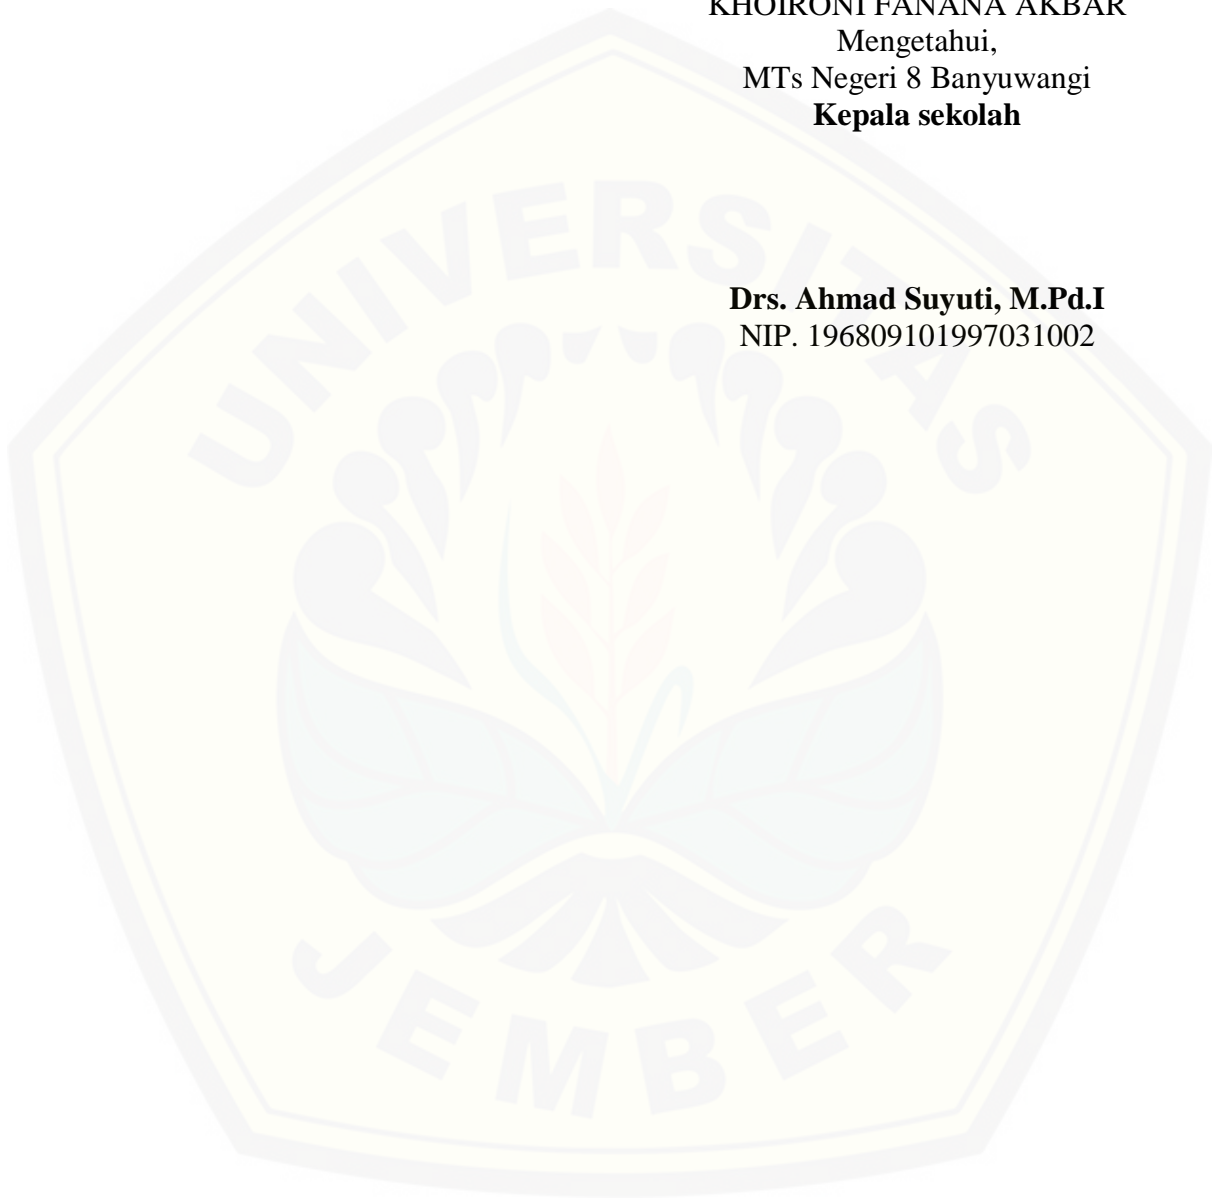 KHOIRONI FANANA AKBAR
Mengetahui,
MTs Negeri 8 Banyuwangi
Kepala sekolah
Drs. Ahmad Suyuti, M.Pd.I
NIP. 196809101997031002
UNIVERSITAS
JEMBER